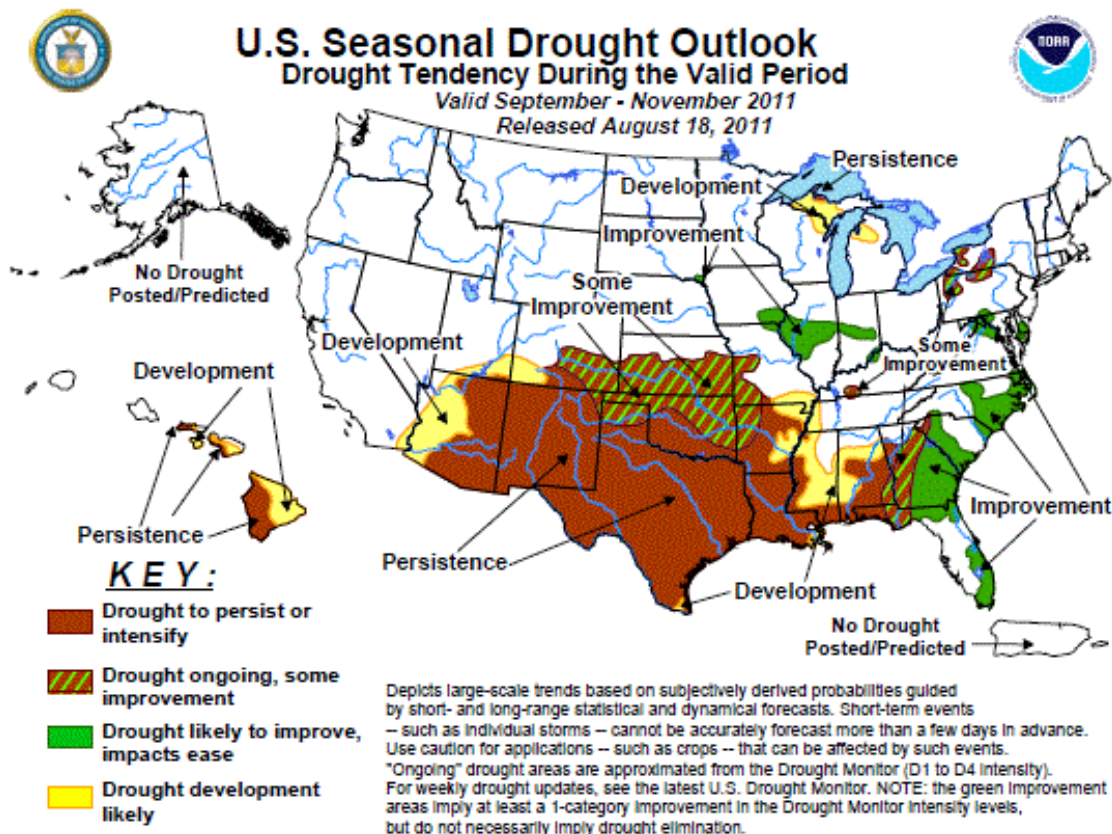 U.S. Seasonal Drought Outlook
Drought Tendency During the Valid Period
Valid September - November 2011
Released August 18, 2011
NOAA
Persistence
Development
Improvement
Some
Improvement
No Drought
Posted/Predicted
Development
Some
Improvement
Development
Improvement
Persistence
Persistence
Development
No Drought
Posted/Predicted
KEY:
Drought to persist or
intensify
Drought ongoing, some
improvement
Drought likely to improve,
impacts ease
Drought development
likely
Depicts large-scale trends based on subjectively derived probabilities guided
by short- and long-range statistical and dynamical forecasts. Short-term events
-- such as individual storms -- cannot be accurately forecast more than a few days in advance.
Use caution for applications -- such as crops -- that can be affected by such events.
"Ongoing" drought areas are approximated from the Drought Monitor (D1 to D4 intensity).
For weekly drought updates, see the latest U.S. Drought Monitor. NOTE: the green improvement
areas imply at least a 1-category improvement in the Drought Monitor intensity levels,
but do not necessarily imply drought elimination.